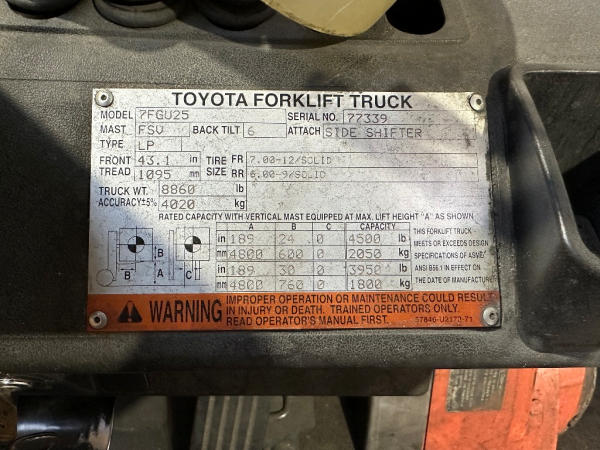 TOYOTA FORKLIFT TRUCK
MODEL 7FGU25 SERIAL NO. 77339
MAST FSV BACK TILT 6 ATTACH SIDE SHIFTER
TYPE LP
FRONT 43.1 in TIRE FR 7.00-12/SOLID
TREAD 1095 mm SIZE RR 6.00-9/SOLID
TRUCK WT. 8860 lb
ACCURACY±5% 4020 kg
RATED CAPACITY WITH VERTICAL MAST EQUIPPED AT MAX. LIFT HEIGHT "A" AS SHOWN
A B C CAPACITY
in 189 24.0 4500 lb
mm 4800 600 0 2050 kg
in 189 30.0 3950 lb
mm 4800 760 0 1800 kg
B A B C
THIS FORKLIFT TRUCK
MEETS OR EXCEEDS DESIGN
SPECIFICATIONS OF ASME/
ANSI B56.1 IN EFFECT ON
THE DATE OF MANUFACTURE
WARNING
IMPROPER OPERATION OR MAINTENANCE COULD RESULT
IN INJURY OR DEATH. TRAINED OPERATORS ONLY.
READ OPERATOR'S MANUAL FIRST.
57846-U2170-71